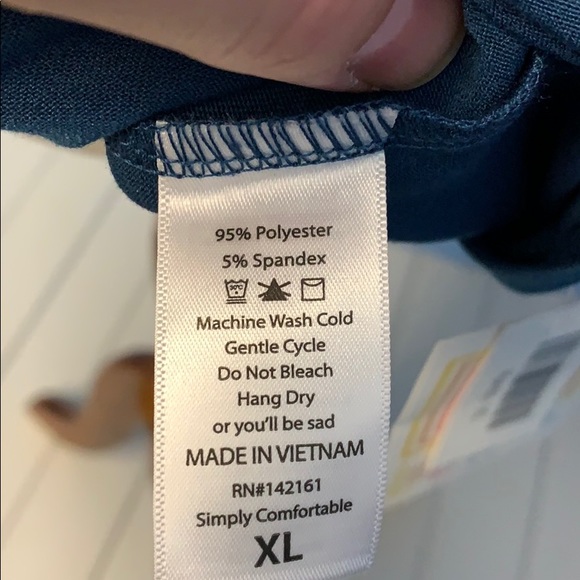 95% Polyester
5% Spandex
Machine Wash Cold
Gentle Cycle
Do Not Bleach
Hang Dry
or you'll be sad
MADE IN VIETNAM
RN#142161
Simply Comfortable
XL